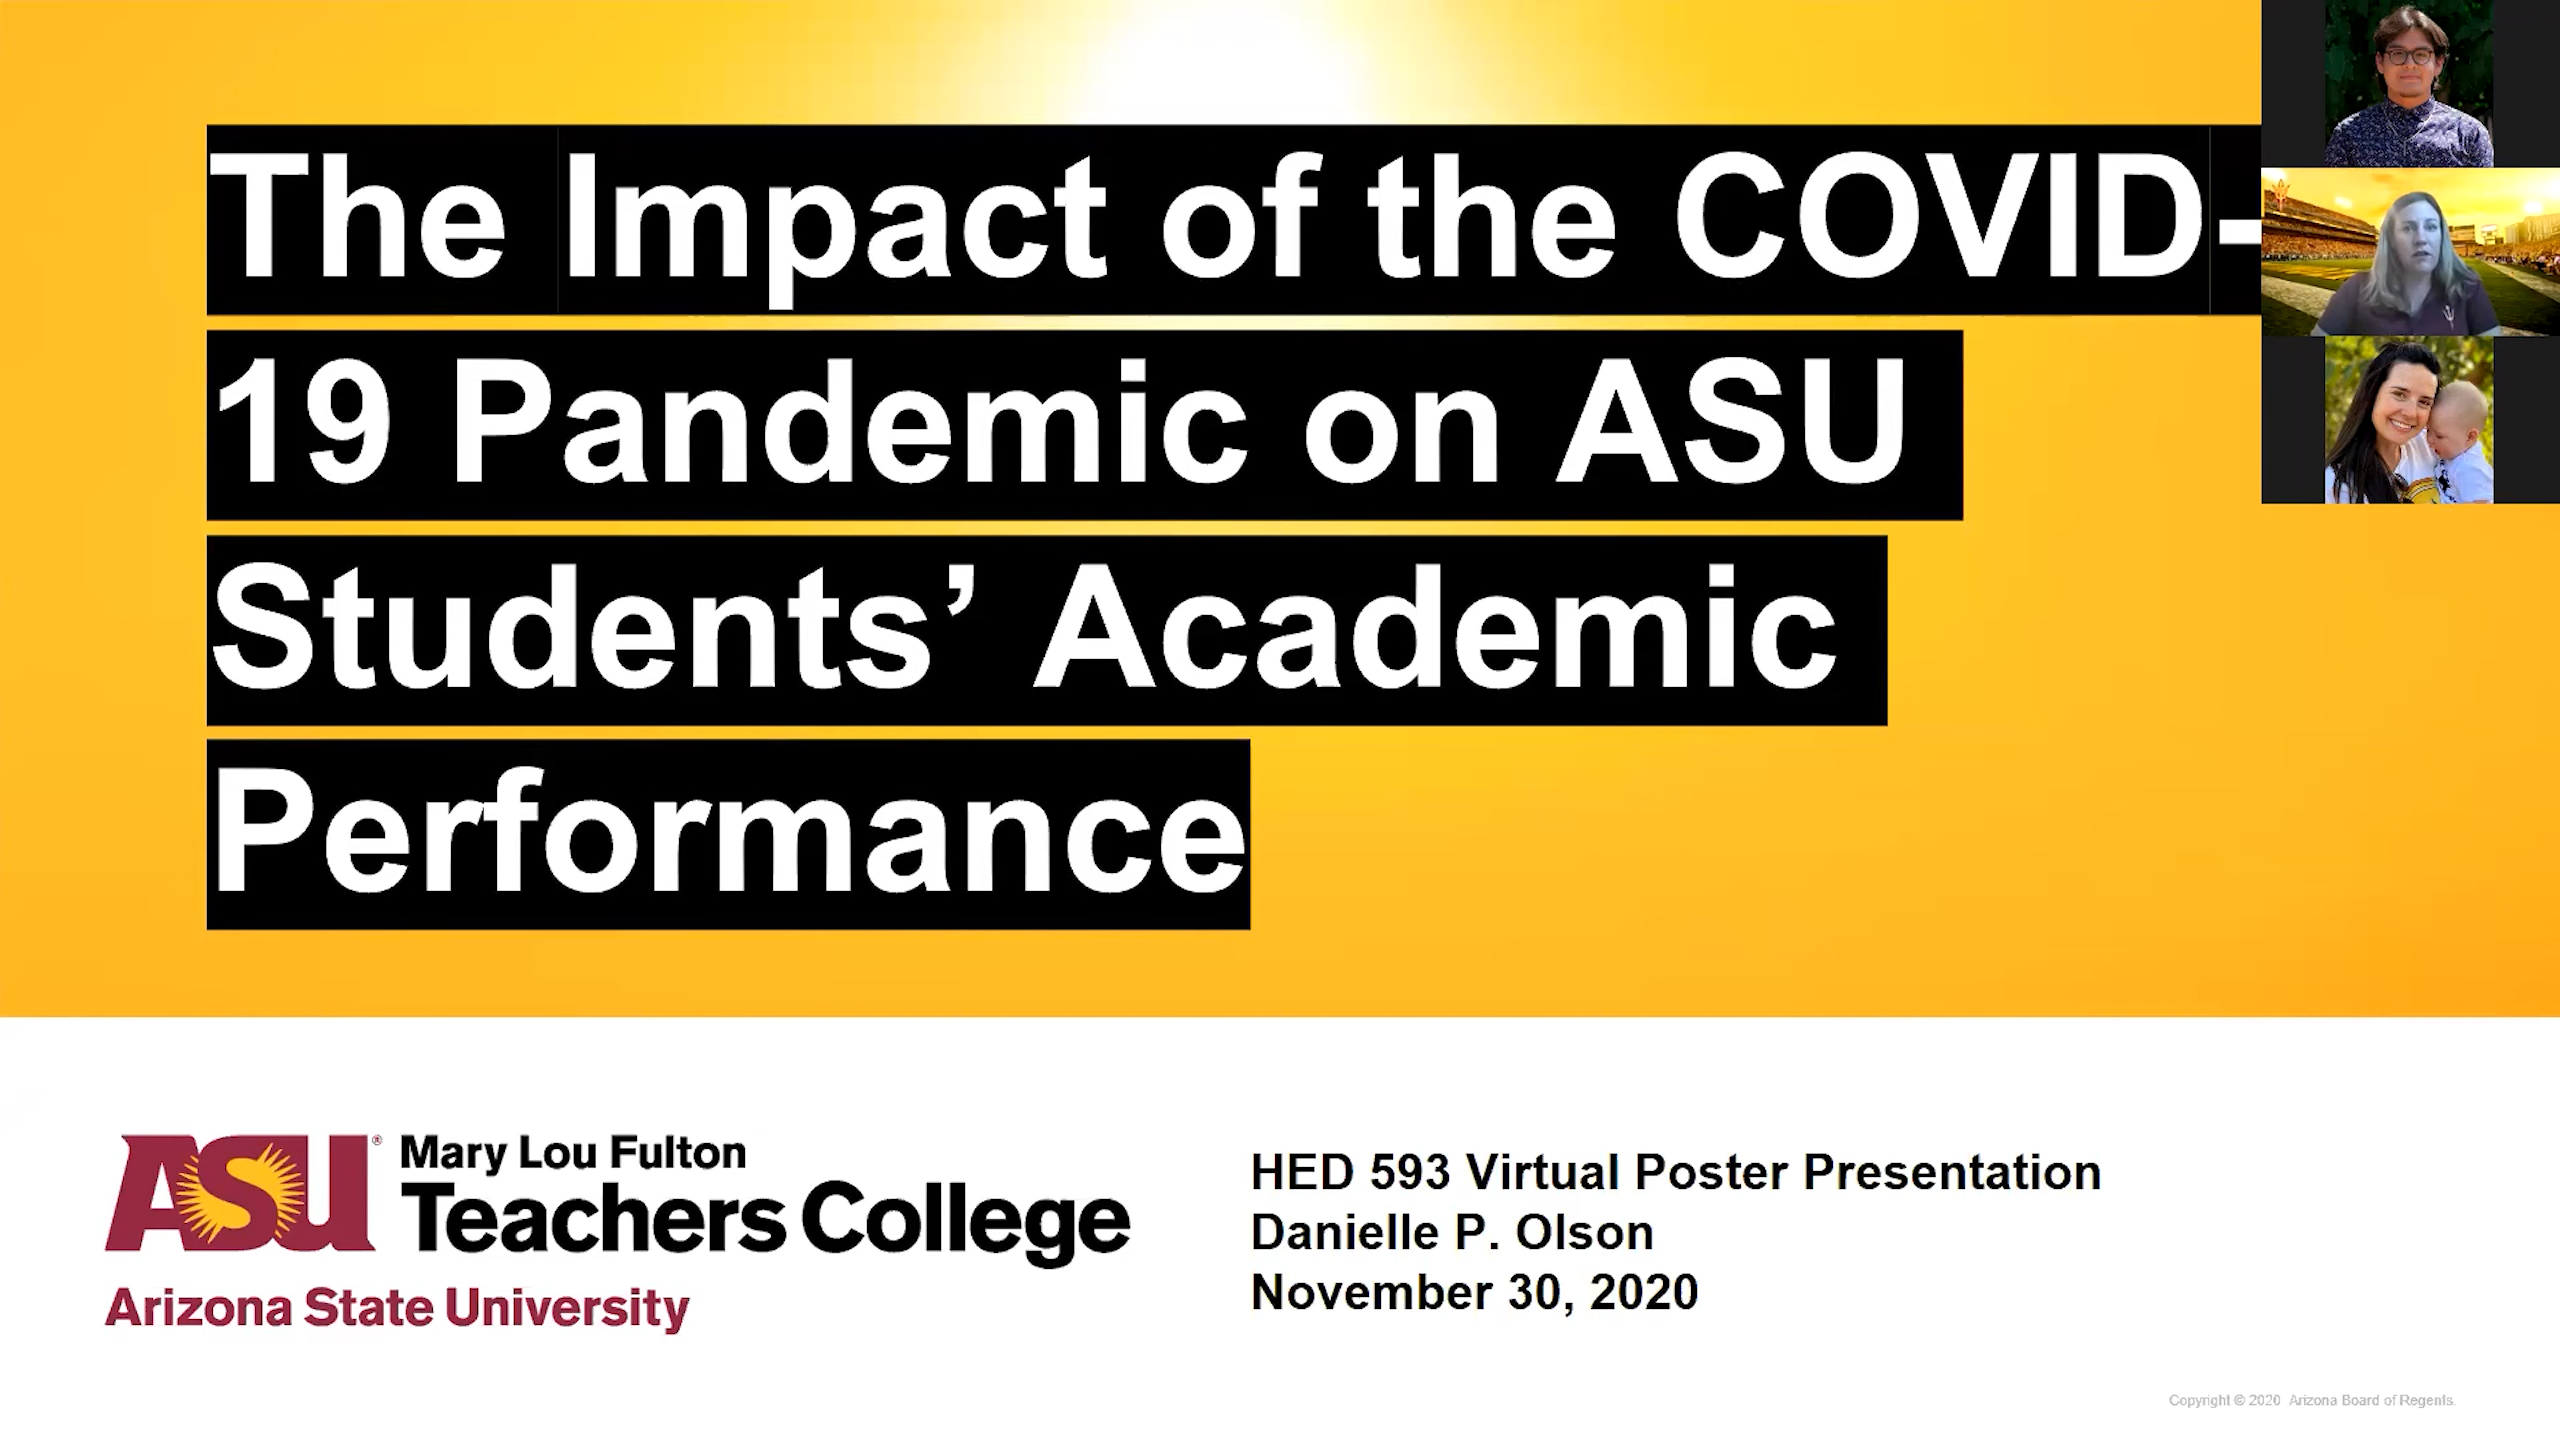 The Impact of the COVID-
19 Pandemic on ASU
Students’ Academic
Performance
ASU®
Mary Lou Fulton
Teachers College
Arizona State University
HED 593 Virtual Poster Presentation
Danielle P. Olson
November 30, 2020
Copyright © 2020 Arizona Board of Regents.